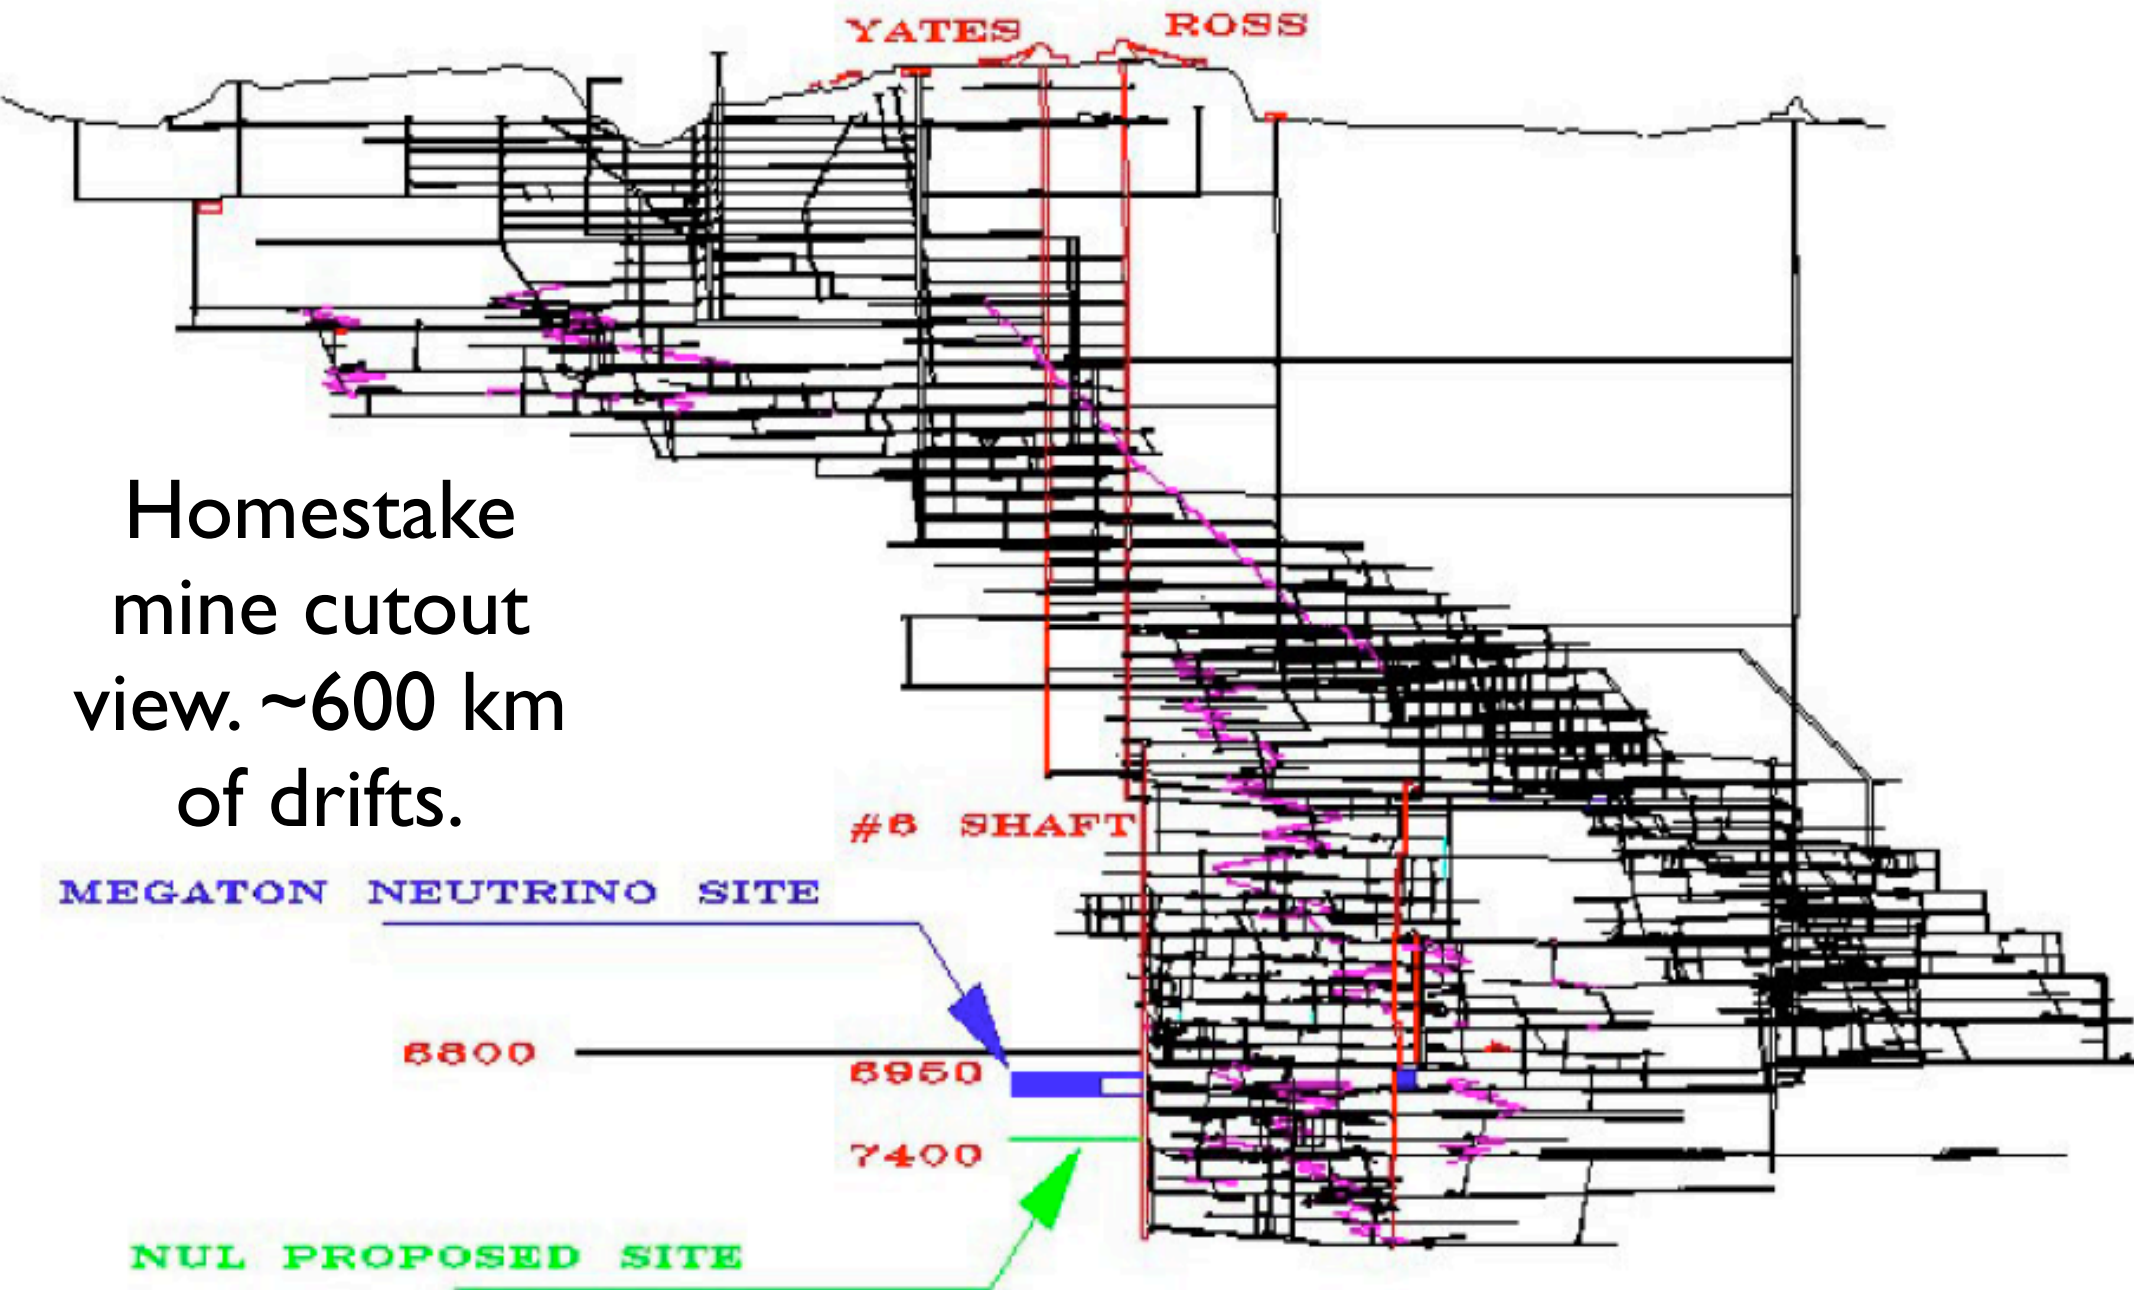 YATES ROSS
Homestake
mine cutout
view. ~600 km
of drifts.
#6 SHAFT
MEGATON NEUTRINO SITE
6800
6950
7400
NUL PROPOSED SITE